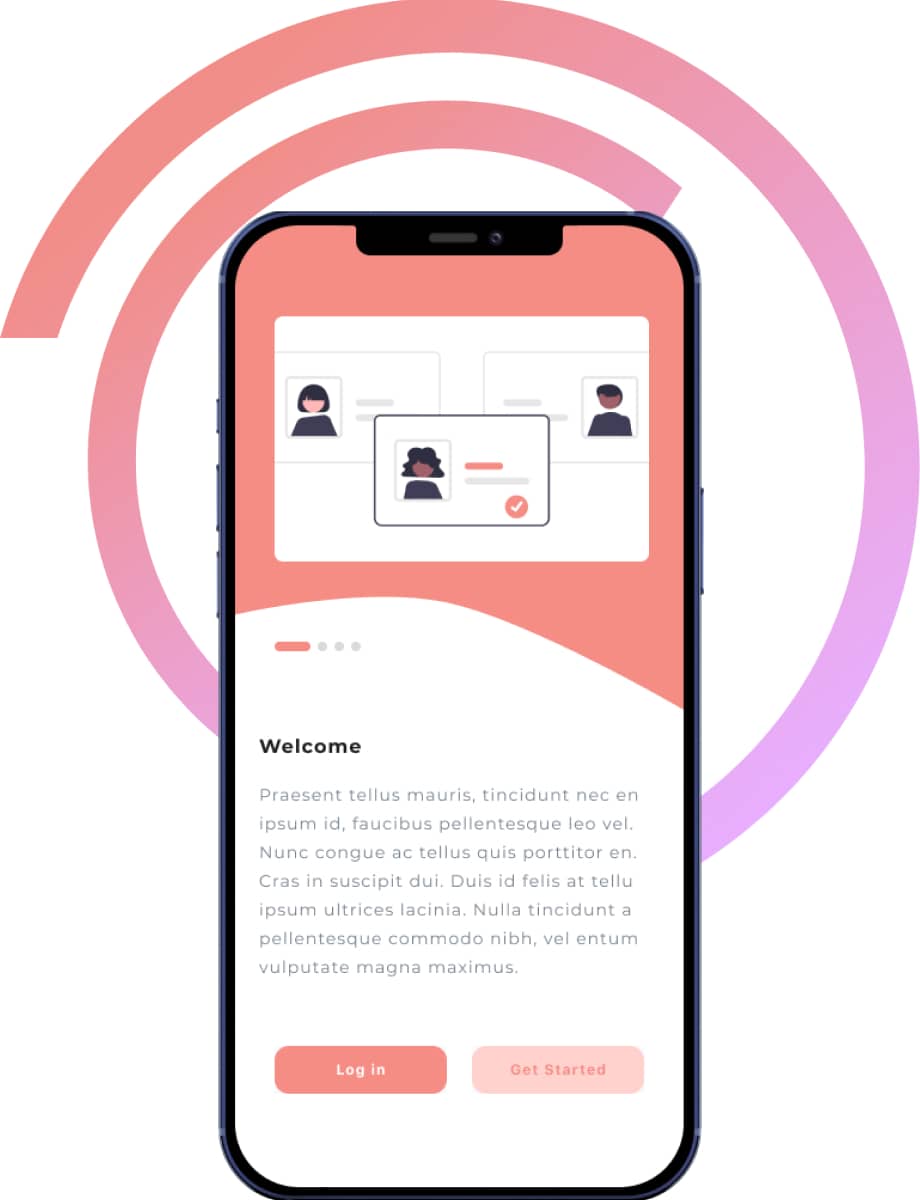 Welcome
Praesent tellus mauris, tincidunt nec en
ipsum id, faucibus pellentesque leo vel.
Nunc congue ac tellus quis porttitor en.
Cras in suscipit dui. Duis id felis at tellu
ipsum ultrices lacinia. Nulla tincidunt a
pellentesque commodo nibh, vel entum
vulputate magna maximus.
Log in
Get Started